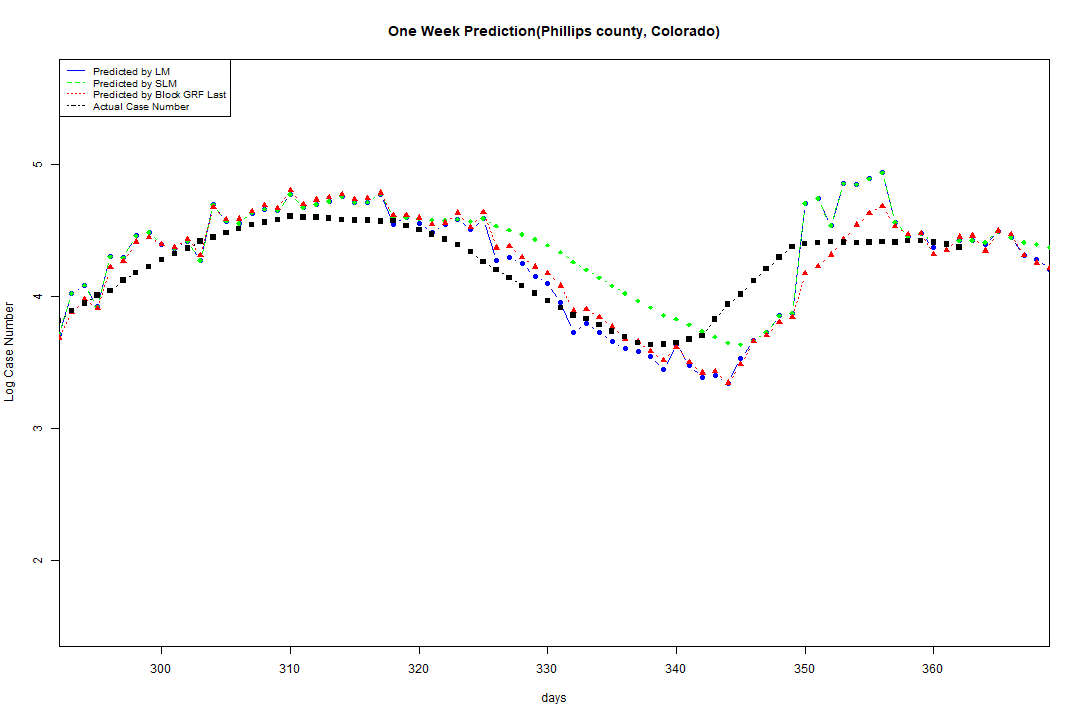 One Week Prediction(Phillips county, Colorado)
Predicted by LM
Predicted by SLM
Predicted by Block GRF Last
Actual Case Number
5
4
3
2
Log Case Number
300 310 320 330 340 350 360
days